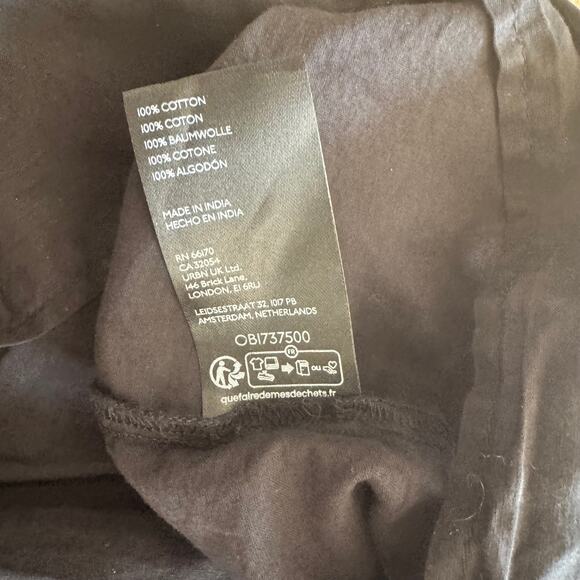 100% COTTON
100% COTON
100% BAUMWOLLE
100% COTONE
100% ALGODÓN
MADE IN INDIA
HECHO EN INDIA
RN 66170
CA32054
URBN UK Ltd.
146 Brick Lane,
LONDON, E1 6RU
LEIDSESTRAAT 32, 1017 PB
AMSTERDAM, NETHERLANDS
OB1737500
FR
ou
quefairedemesdechets.fr